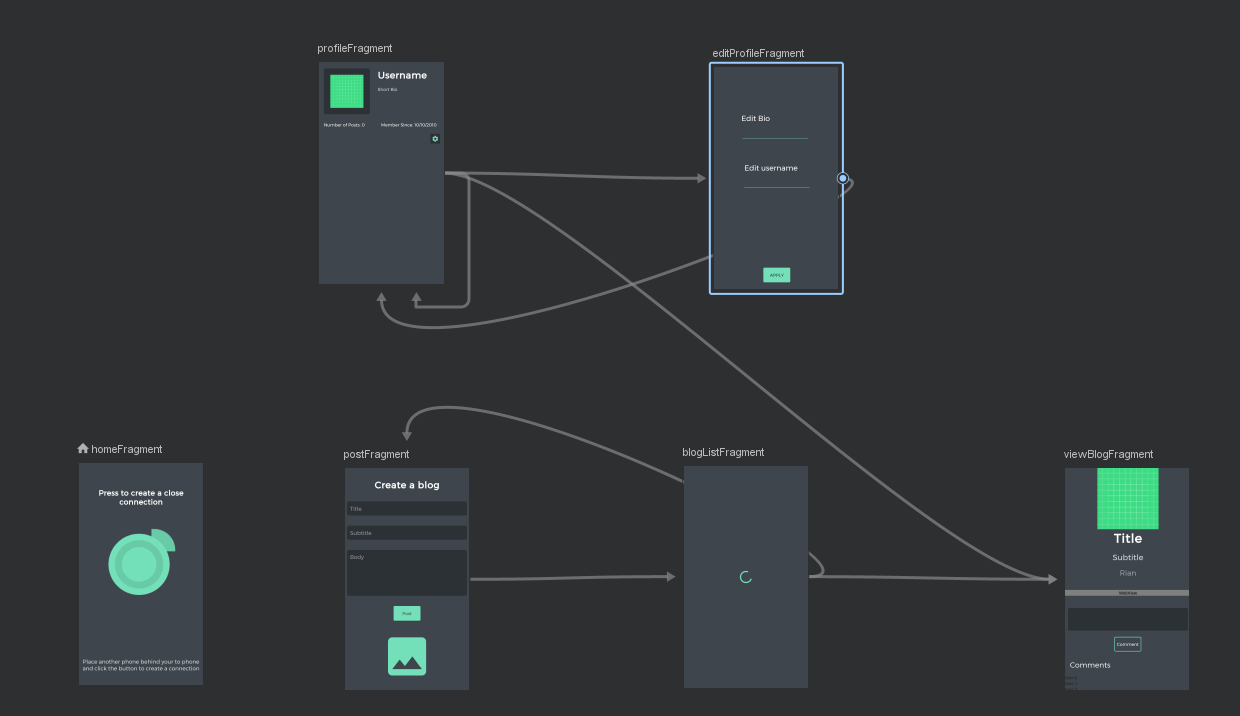 profileFragment
Username
Short Bio
Number of Posts: 0
Member Since: 10/10/2010
editProfileFragment
Edit Bio
Edit username
APPLY
homeFragment
Press to create a close
connection
Place another phone behind your to phone
and click the button to create a connection
postFragment
Create a blog
Title
Subtitle
Body
Post
blogListFragment
viewBlogFragment
Title
Subtitle
Rian
WebView
Comment
Comments